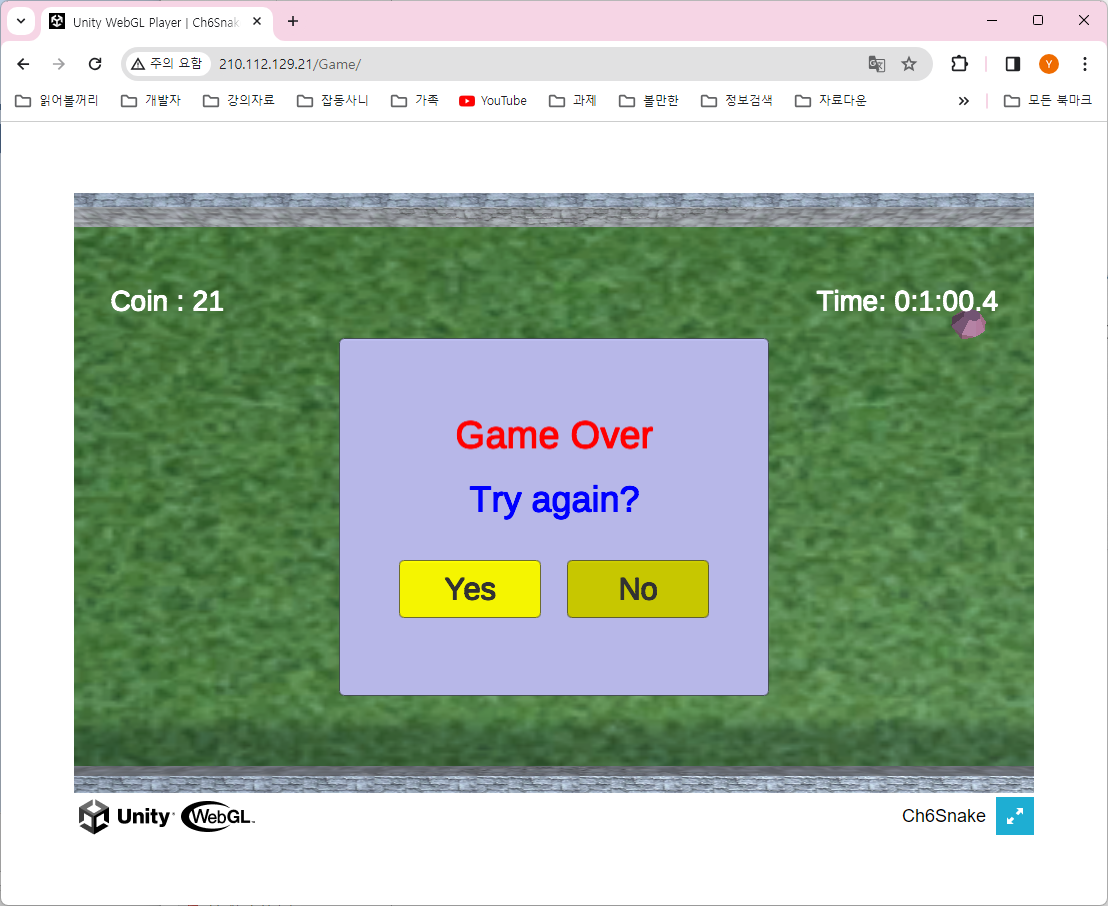 Unity WebGL Player | Ch6Snak
주의 요함 210.112.129.21/Game/
읽어볼꺼리 개발자 강의자료 잡동사니 가족 YouTube 과제 볼만한 정보검색 자료다운 » 모든 북마크
Coin : 21 Time: 0:1:00.4
Game Over
Try again?
Yes No
Unity WebGL Ch6Snake